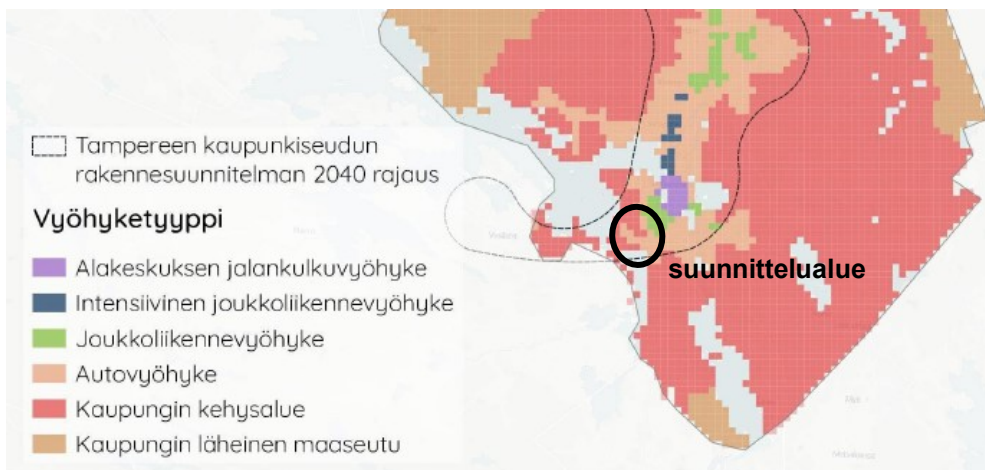 Tampereen kaupunkiseudun
rakennesuunnitelman 2040 rajaus
Vyöhyketyyppi
Alakeskuksen jalankulkuvyöhyke
Intensiivinen joukkoliikennevyöhyke
Joukkoliikennevyöhyke
Autovyöhyke
Kaupungin kehysalue
Kaupungin läheinen maaseutu
suunnittelualue